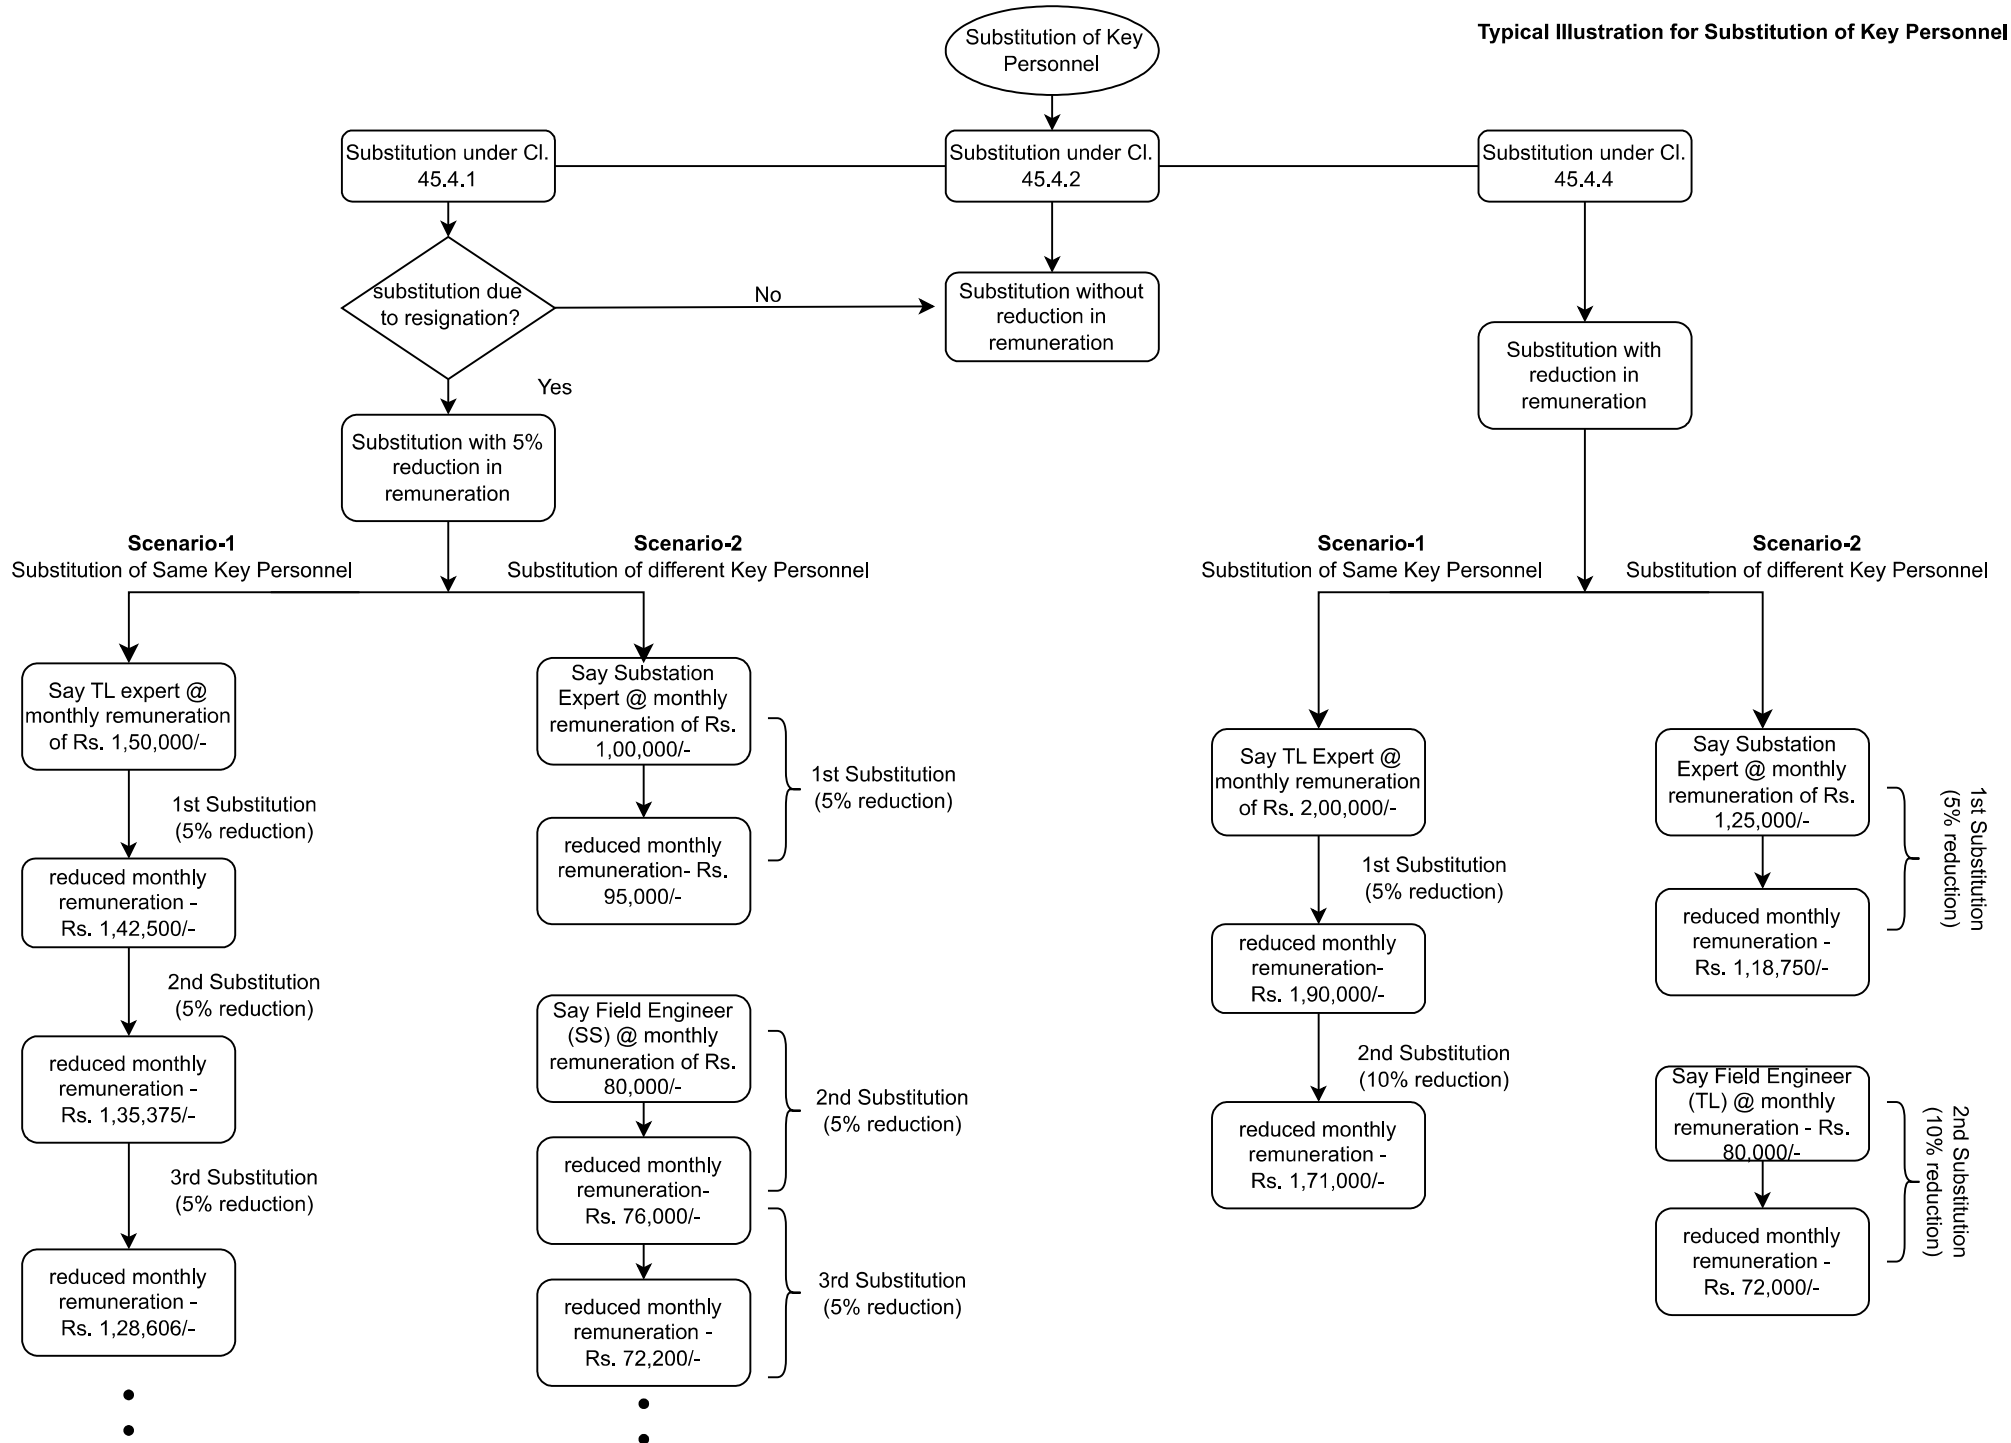 Typical Illustration for Substitution of Key Personnel
Substitution of Key
Personnel
Substitution under Cl.
45.4.1
Substitution under Cl.
45.4.2
Substitution under Cl.
45.4.4
substitution due
to resignation?
No
Yes
Substitution without
reduction in
remuneration
Substitution with
reduction in
remuneration
Substitution with 5%
reduction in
remuneration
Scenario-1
Substitution of Same Key Personnel
Scenario-2
Substitution of different Key Personnel
Say TL expert @
monthly remuneration
of Rs. 1,50,000/-
1st Substitution
(5% reduction)
reduced monthly
remuneration -
Rs. 1,42,500/-
2nd Substitution
(5% reduction)
reduced monthly
remuneration -
Rs. 1,35,375/-
3rd Substitution
(5% reduction)
reduced monthly
remuneration -
Rs. 1,28,606/-
Say Substation
Expert @ monthly
remuneration of Rs.
1,00,000/-
1st Substitution
(5% reduction)
reduced monthly
remuneration- Rs.
95,000/-
Say Field Engineer
(SS) @ monthly
remuneration of Rs.
80,000/-
2nd Substitution
(5% reduction)
reduced monthly
remuneration-
Rs. 76,000/-
3rd Substitution
(5% reduction)
reduced monthly
remuneration -
Rs. 72,200/-
Scenario-1
Substitution of Same Key Personnel
Scenario-2
Substitution of different Key Personnel
Say TL Expert @
monthly remuneration
of Rs. 2,00,000/-
1st Substitution
(5% reduction)
reduced monthly
remuneration-
Rs. 1,90,000/-
2nd Substitution
(10% reduction)
reduced monthly
remuneration -
Rs. 1,71,000/-
Say Substation
Expert @ monthly
remuneration of Rs.
1,25,000/-
1st Substitution
(5% reduction)
reduced monthly
remuneration -
Rs. 1,18,750/-
Say Field Engineer
(TL) @ monthly
remuneration - Rs.
80,000/-
2nd Substitution
(10% reduction)
reduced monthly
remuneration -
Rs. 72,000/-